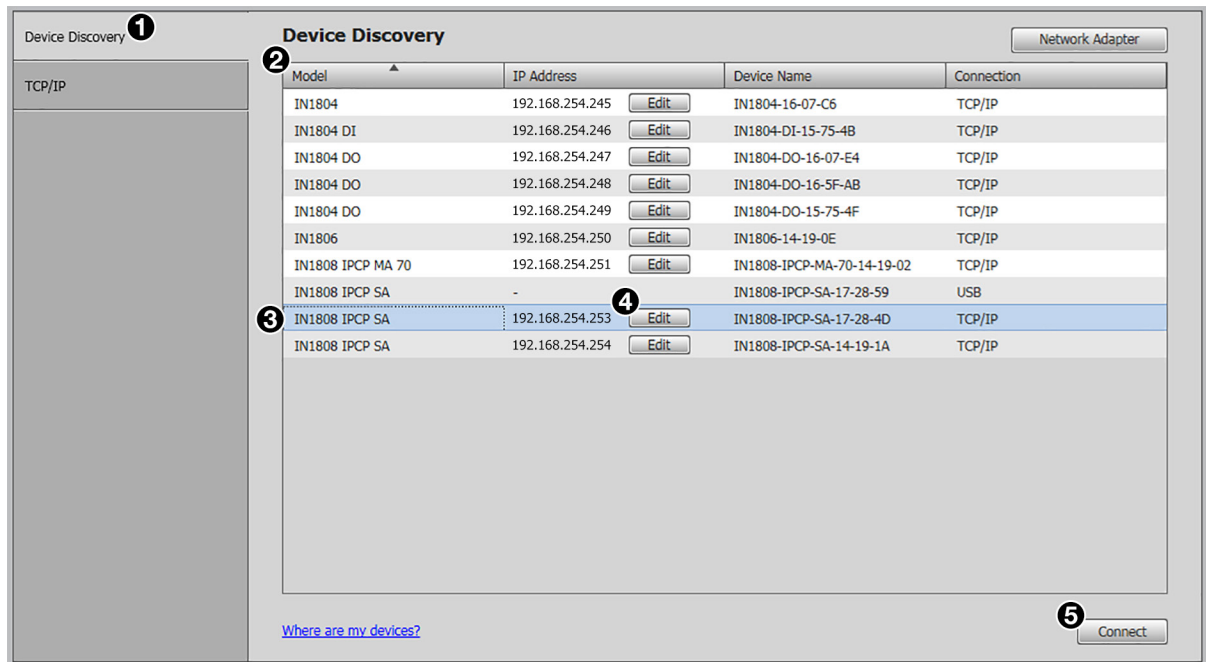 Device Discovery 1
TCP/IP
Device Discovery
Network Adapter
2
Model IP Address Device Name Connection
IN1804 192.168.254.245 Edit IN1804-16-07-C6 TCP/IP
IN1804 DI 192.168.254.246 Edit IN1804-DI-15-75-4B TCP/IP
IN1804 DO 192.168.254.247 Edit IN1804-DO-16-07-E4 TCP/IP
IN1804 DO 192.168.254.248 Edit IN1804-DO-16-5F-AB TCP/IP
IN1804 DO 192.168.254.249 Edit IN1804-DO-15-75-4F TCP/IP
IN1806 192.168.254.250 Edit IN1806-14-19-0E TCP/IP
IN1808 IPCP MA 70 192.168.254.251 Edit IN1808-IPCP-MA-70-14-19-02 TCP/IP
IN1808 IPCP SA - IN1808-IPCP-SA-17-28-59 USB
4
3 IN1808 IPCP SA 192.168.254.253 Edit IN1808-IPCP-SA-17-28-4D TCP/IP
IN1808 IPCP SA 192.168.254.254 Edit IN1808-IPCP-SA-14-19-1A TCP/IP
Where are my devices?
5 Connect